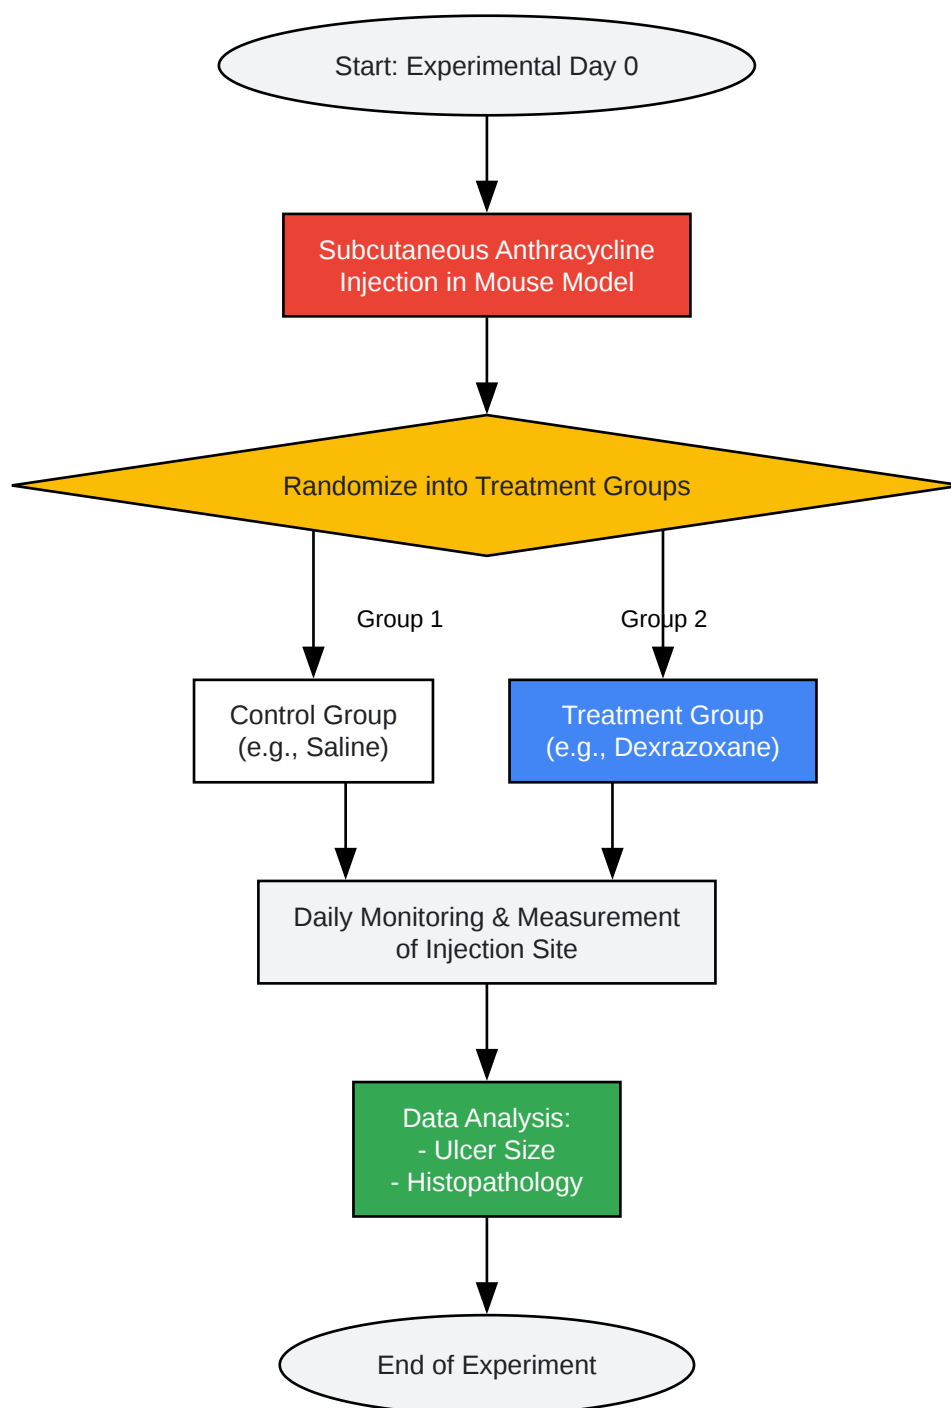 Start: Experimental Day 0
Subcutaneous Anthracycline
Injection in Mouse Model
Randomize into Treatment Groups
Group 1
Group 2
Control Group
(e.g., Saline)
Treatment Group
(e.g., Dexrazoxane)
Daily Monitoring & Measurement
of Injection Site
Data Analysis:
- Ulcer Size
- Histopathology
End of Experiment